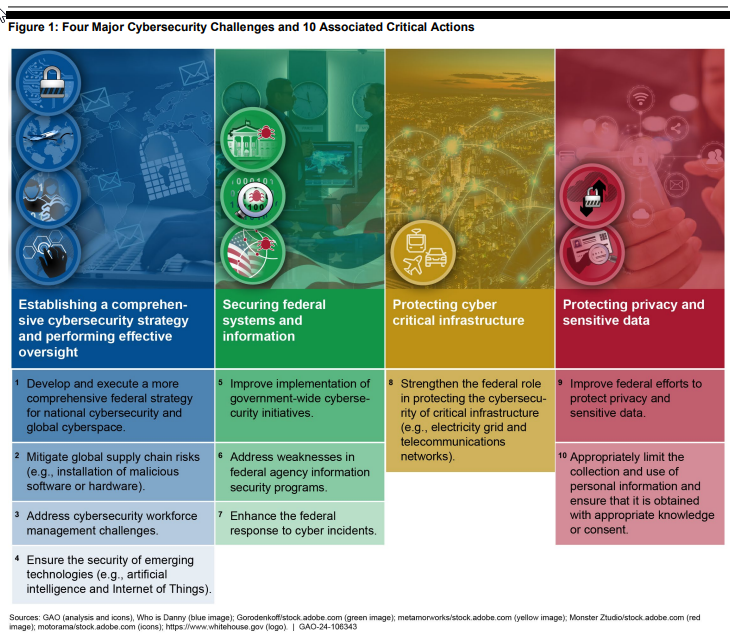 Figure 1: Four Major Cybersecurity Challenges and 10 Associated Critical Actions
Establishing a comprehen-
sive cybersecurity strategy
and performing effective
oversight
1 Develop and execute a more
comprehensive federal strategy
for national cybersecurity and
global cyberspace.
2 Mitigate global supply chain risks
(e.g., installation of malicious
software or hardware).
3 Address cybersecurity workforce
management challenges.
4 Ensure the security of emerging
technologies (e.g., artificial
intelligence and Internet of Things).
Securing federal
systems and
information
5 Improve implementation of
government-wide cyberse-
curity initiatives.
6 Address weaknesses in
federal agency information
security programs.
7 Enhance the federal
response to cyber incidents.
Protecting cyber
critical infrastructure
8 Strengthen the federal role
in protecting the cybersecu-
rity of critical infrastructure
(e.g., electricity grid and
telecommunications
networks).
Protecting privacy and
sensitive data
9 Improve federal efforts to
protect privacy and
sensitive data.
10 Appropriately limit the
collection and use of
personal information and
ensure that it is obtained
with appropriate knowledge
or consent.
Sources: GAO (analysis and icons), Who is Danny (blue image); Gorodenkoff/stock.adobe.com (green image); metamorworks/stock.adobe.com (yellow image); Monster Ztudio/stock.adobe.com (red
image); motorama/stock.adobe.com (icons); https://www.whitehouse.gov (logo). | GAO-24-106343